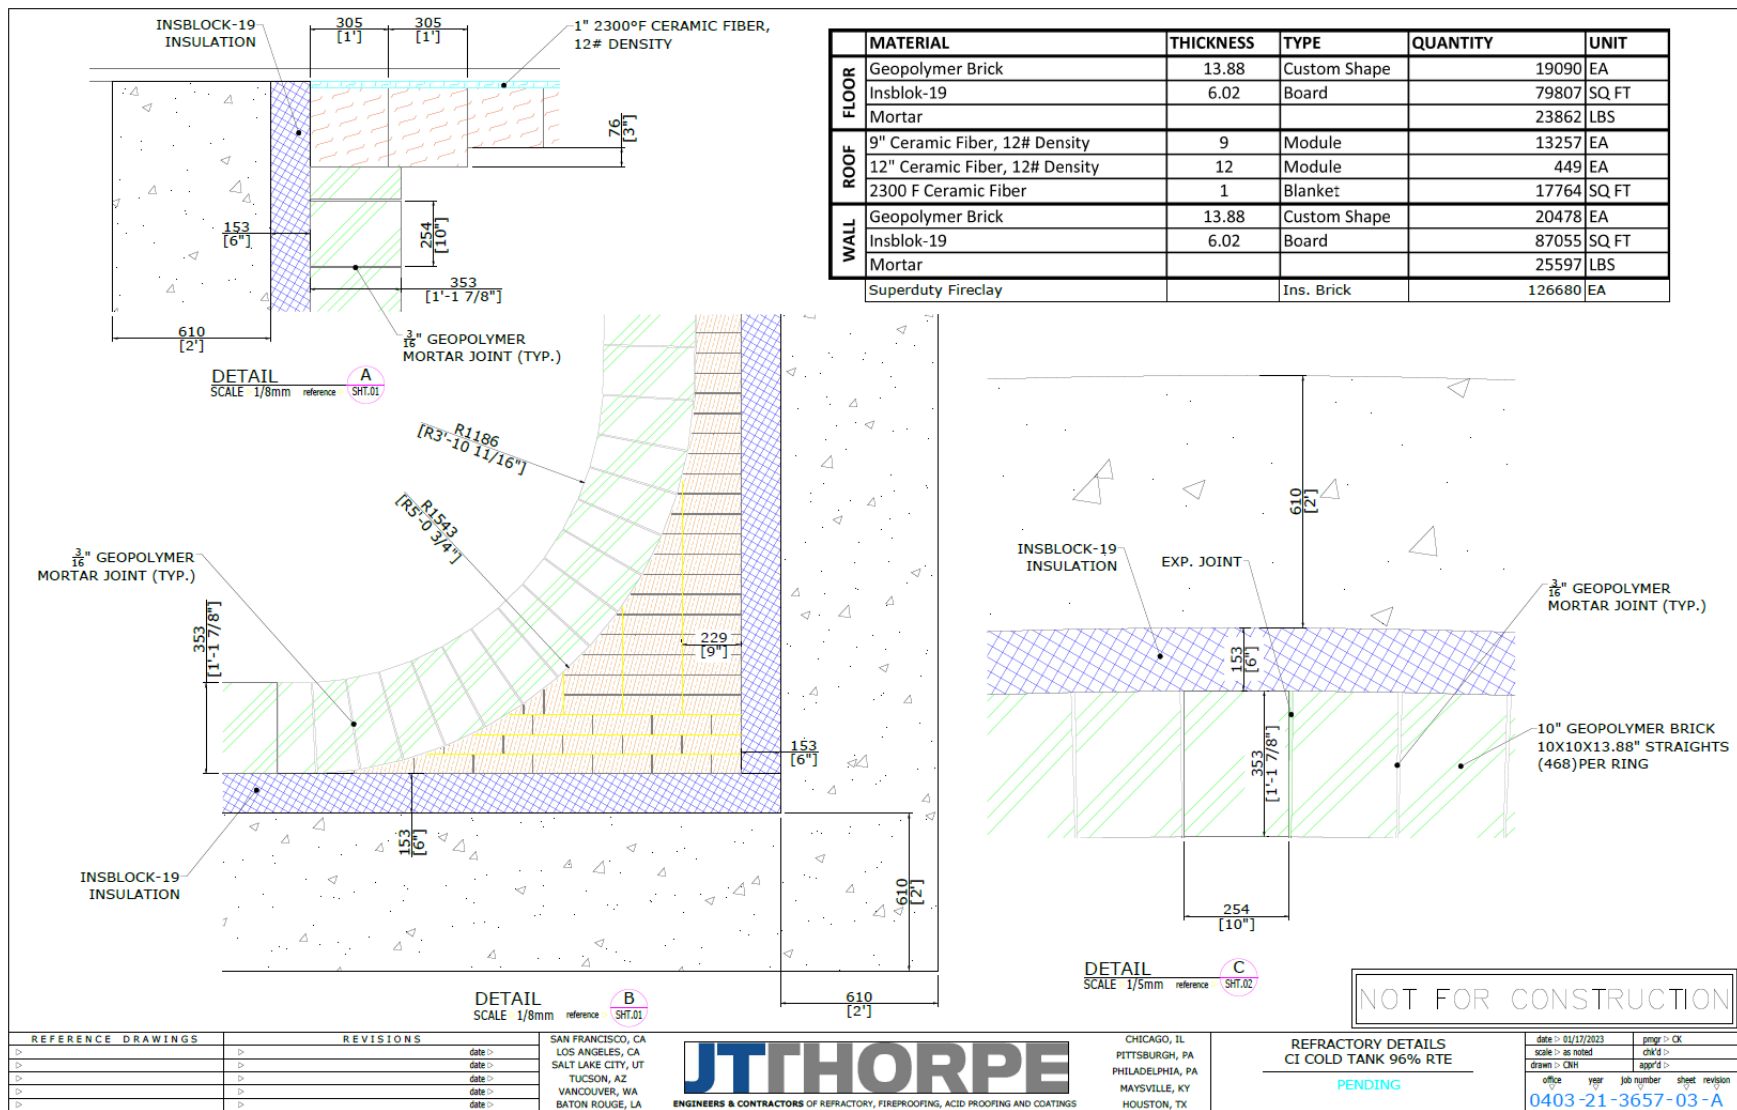 INSBLOCK-19
INSULATION
305
[1']
305
[1']
1" 2300°F CERAMIC FIBER,
12# DENSITY
76
[3"]
153
[6"]
254
[10"]
353
[1'-1 7/8"]
610
[2']
3/16" GEOPOLYMER
MORTAR JOINT (TYP.)
DETAIL
SCALE 1/8mm reference
A
SHT.01
MATERIAL THICKNESS TYPE QUANTITY UNIT
FLOOR
Geopolymer Brick 13.88 Custom Shape 19090 EA
Insblok-19 6.02 Board 79807 SQ FT
Mortar 23862 LBS
ROOF
9" Ceramic Fiber, 12# Density 9 Module 13257 EA
12" Ceramic Fiber, 12# Density 12 Module 449 EA
2300 F Ceramic Fiber 1 Blanket 17764 SQ FT
WALL
Geopolymer Brick 13.88 Custom Shape 20478 EA
Insblok-19 6.02 Board 87055 SQ FT
Mortar 25597 LBS
Superduty Fireclay Ins. Brick 126680 EA
R1186
[R3'-10 11/16"]
R1543
[R5'-0 3/4"]
3/16" GEOPOLYMER
MORTAR JOINT (TYP.)
353
[1'-1 7/8"]
229
[9"]
153
[6"]
153
[6"]
INSBLOCK-19
INSULATION
610
[2']
610
[2']
DETAIL
SCALE 1/8mm reference
B
SHT.01
610
[2']
INSBLOCK-19
INSULATION
EXP. JOINT
3/16" GEOPOLYMER
MORTAR JOINT (TYP.)
153
[6"]
353
[1'-1 7/8"]
10" GEOPOLYMER BRICK
10X10X13.88" STRAIGHTS
(468)PER RING
254
[10"]
DETAIL
SCALE 1/5mm reference
C
SHT.02
NOT FOR CONSTRUCTION
REFERENCE DRAWINGS
REVISIONS
date
date
date
date
date
SAN FRANCISCO, CA
LOS ANGELES, CA
SALT LAKE CITY, UT
TUCSON, AZ
VANCOUVER, WA
BATON ROUGE, LA
JTTHORPE
ENGINEERS & CONTRACTORS OF REFRACTORY, FIREPROOFING, ACID PROOFING AND COATINGS
CHICAGO, IL
PITTSBURGH, PA
PHILADELPHIA, PA
MAYSVILLE, KY
HOUSTON, TX
REFRACTORY DETAILS
CI COLD TANK 96% RTE
PENDING
date 01/17/2023 pmgr CK
scale as noted chk'd
drawn CNH appr'd
office year job number sheet revision
0403-21-3657-03-A